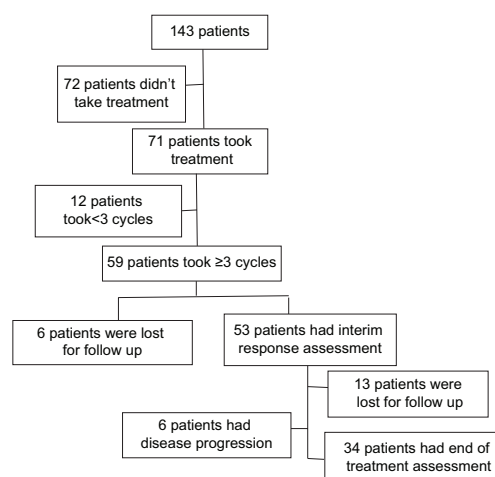 143 patients
72 patients didn't
take treatment
71 patients took
treatment
12 patients
took<3 cycles
59 patients took ≥3 cycles
6 patients were lost
for follow up
53 patients had interim
response assessment
13 patients were
lost for follow up
6 patients had
disease progression
34 patients had end of
treatment assessment